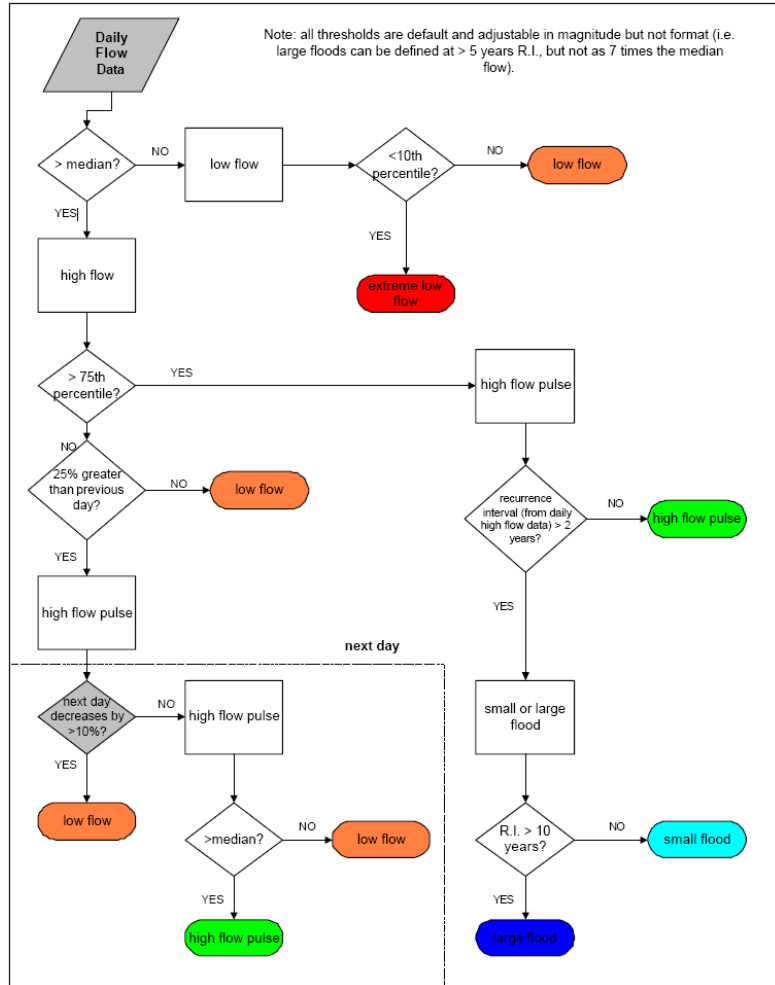 Daily
Flow
Data
Note: all thresholds are default and adjustable in magnitude but not format (i.e.
large floods can be defined at > 5 years R.I., but not as 7 times the median
flow).
> median?
NO
low flow
<10th
percentile?
NO
low flow
YES
YES
high flow
extreme low
flow
> 75th
percentile?
YES
high flow pulse
NO
25% greater
than previous
day?
NO
low flow
recurrence
interval (from daily
high flow data) > 2
years?
NO
high flow pulse
YES
YES
high flow pulse
next day
next day
decreases by
>10%?
NO
high flow pulse
small or large
flood
YES
low flow
>median?
NO
low flow
R.I. > 10
years?
NO
small flood
YES
YES
high flow pulse
large flood